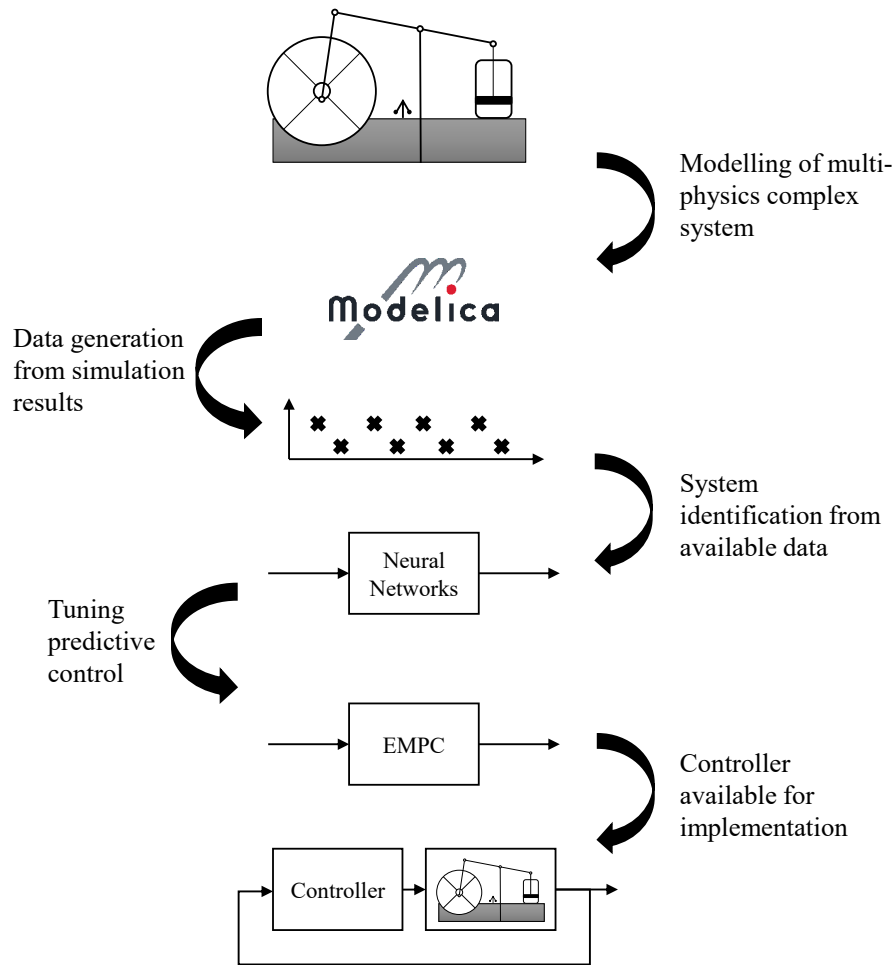 Modelling of multi-
physics complex
system
Modelica
Data generation
from simulation
results
System
identification from
available data
Neural
Networks
Tuning
predictive
control
EMPC
Controller
available for
implementation
Controller